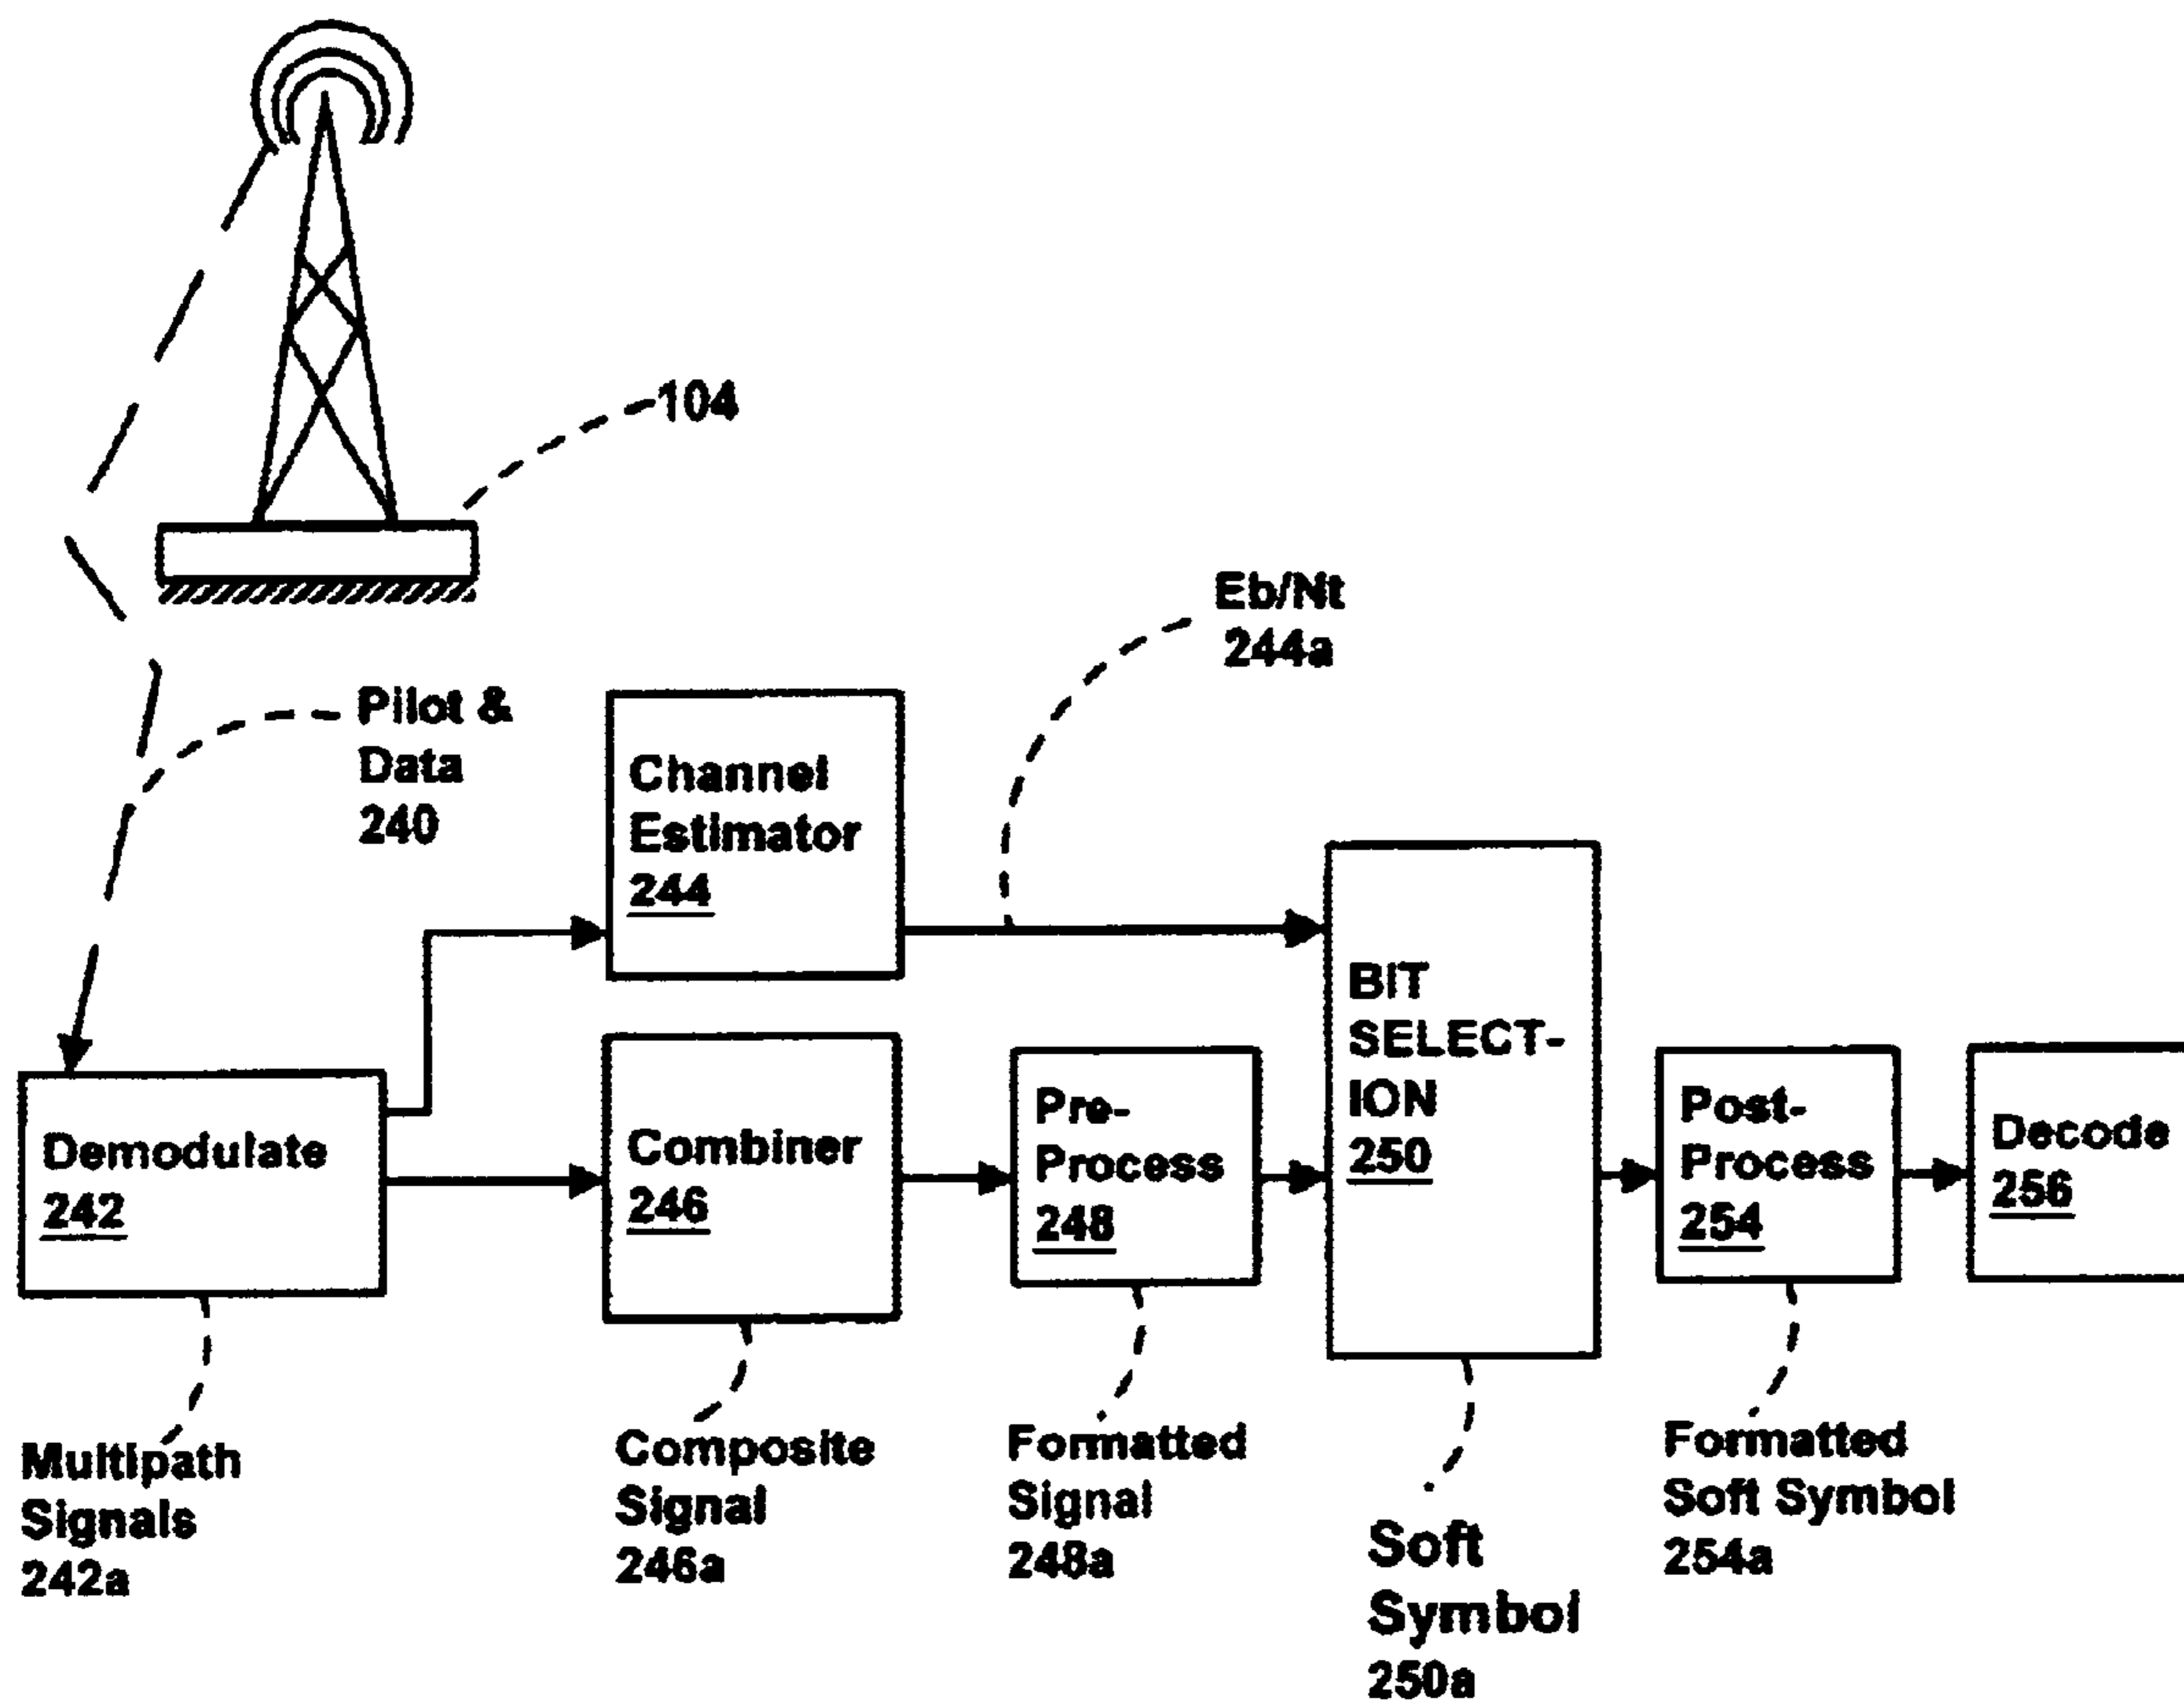 104
Eb/Nt
244a
Pilot &
Data
240
Channel
Estimator
244
BIT
SELECT-
ION
250
Demodulate
242
Combiner
246
Pre-
Process
248
Post-
Process
254
Decode
256
Multipath
Signals
242a
Composite
Signal
246a
Formatted
Signal
248a
Soft
Symbol
250a
Formatted
Soft Symbol
254a